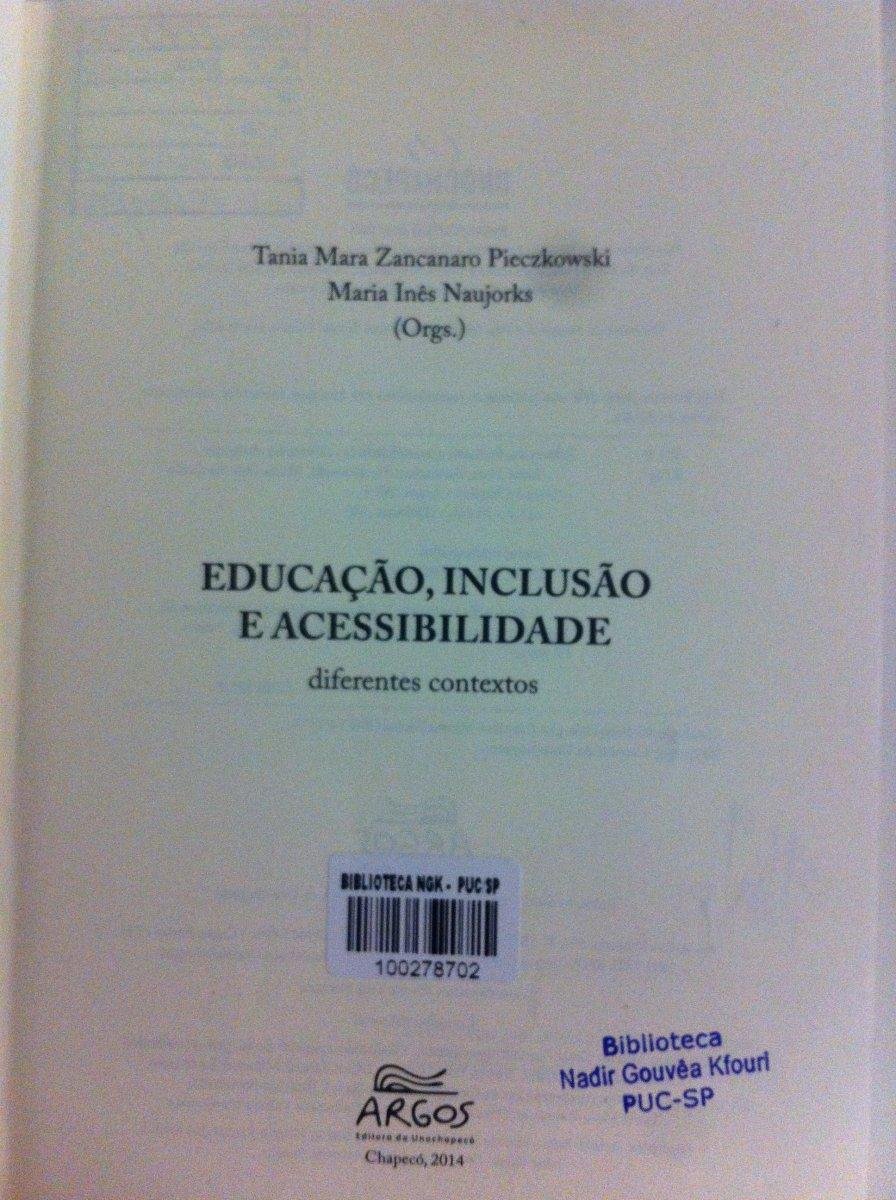 Tania Mara Zancanaro Pieczkowski
Maria Inês Naujorks
(Orgs.)
EDUCAÇÃO, INCLUSÃO
E ACESSIBILIDADE
diferentes contextos
BIBLIOTECA NGK - PUC SP
100278702
Biblioteca
Nadir Gouvêa Kfouri
PUC-SP
ARGOS
Editora da Unochapecó
Chapecó, 2014